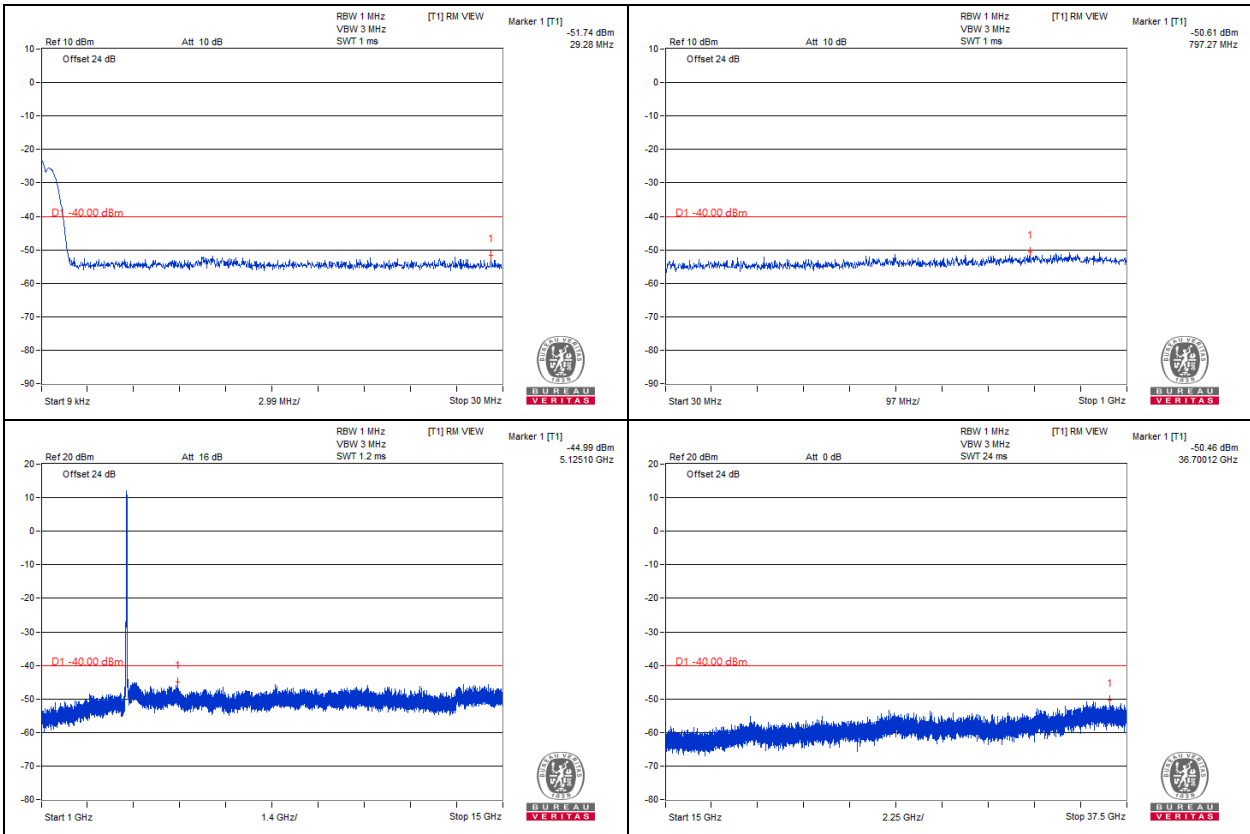 RBW 1 MHz [T1] RM VIEW Marker 1 [T1]
VBW 3 MHz -51.74 dBm
Ref 10 dBm Att 10 dB SWT 1 ms 29.28 MHz
10
Offset 24 dB
0
-10
-20
-30
-40
D1 -40.00 dBm
1
-50
-60
-70
-80
-90
Start 9 kHz 2.99 MHz/ Stop 30 MHz
BUREAU VERITAS
1828
BUREAU
VERITAS
RBW 1 MHz [T1] RM VIEW Marker 1 [T1]
VBW 3 MHz -50.61 dBm
Ref 10 dBm Att 10 dB SWT 1 ms 797.27 MHz
10
Offset 24 dB
0
-10
-20
-30
-40
D1 -40.00 dBm
1
-50
-60
-70
-80
-90
Start 30 MHz 97 MHz/ Stop 1 GHz
BUREAU VERITAS
1828
BUREAU
VERITAS
RBW 1 MHz [T1] RM VIEW Marker 1 [T1]
VBW 3 MHz -44.99 dBm
Ref 20 dBm Att 16 dB SWT 1.2 ms 5.12510 GHz
20
Offset 24 dB
10
0
-10
-20
-30
-40
D1 -40.00 dBm
1
-50
-60
-70
-80
Start 1 GHz 1.4 GHz/ Stop 15 GHz
BUREAU VERITAS
1828
BUREAU
VERITAS
RBW 1 MHz [T1] RM VIEW Marker 1 [T1]
VBW 3 MHz -50.46 dBm
Ref 20 dBm Att 0 dB SWT 24 ms 36.70012 GHz
20
Offset 24 dB
10
0
-10
-20
-30
-40
D1 -40.00 dBm
1
-50
-60
-70
-80
Start 15 GHz 2.25 GHz/ Stop 37.5 GHz
BUREAU VERITAS
1828
BUREAU
VERITAS